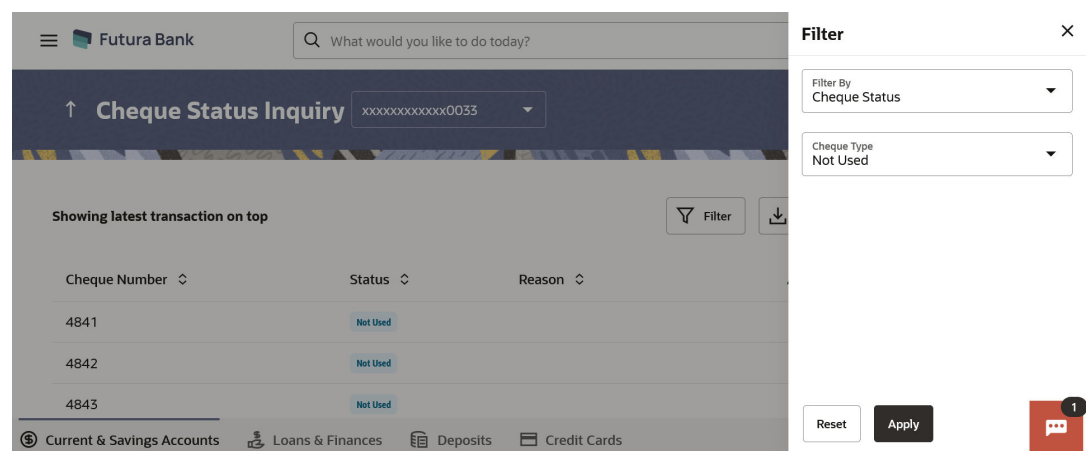 Futura Bank
What would you like to do today?
Cheque Status Inquiry
xxxxxxxxxxxx0033
Showing latest transaction on top
Filter
Cheque Number
Status
Reason
4841
Not Used
4842
Not Used
4843
Not Used
Current & Savings Accounts
Loans & Finances
Deposits
Credit Cards
Filter
Filter By
Cheque Status
Cheque Type
Not Used
Reset
Apply
1